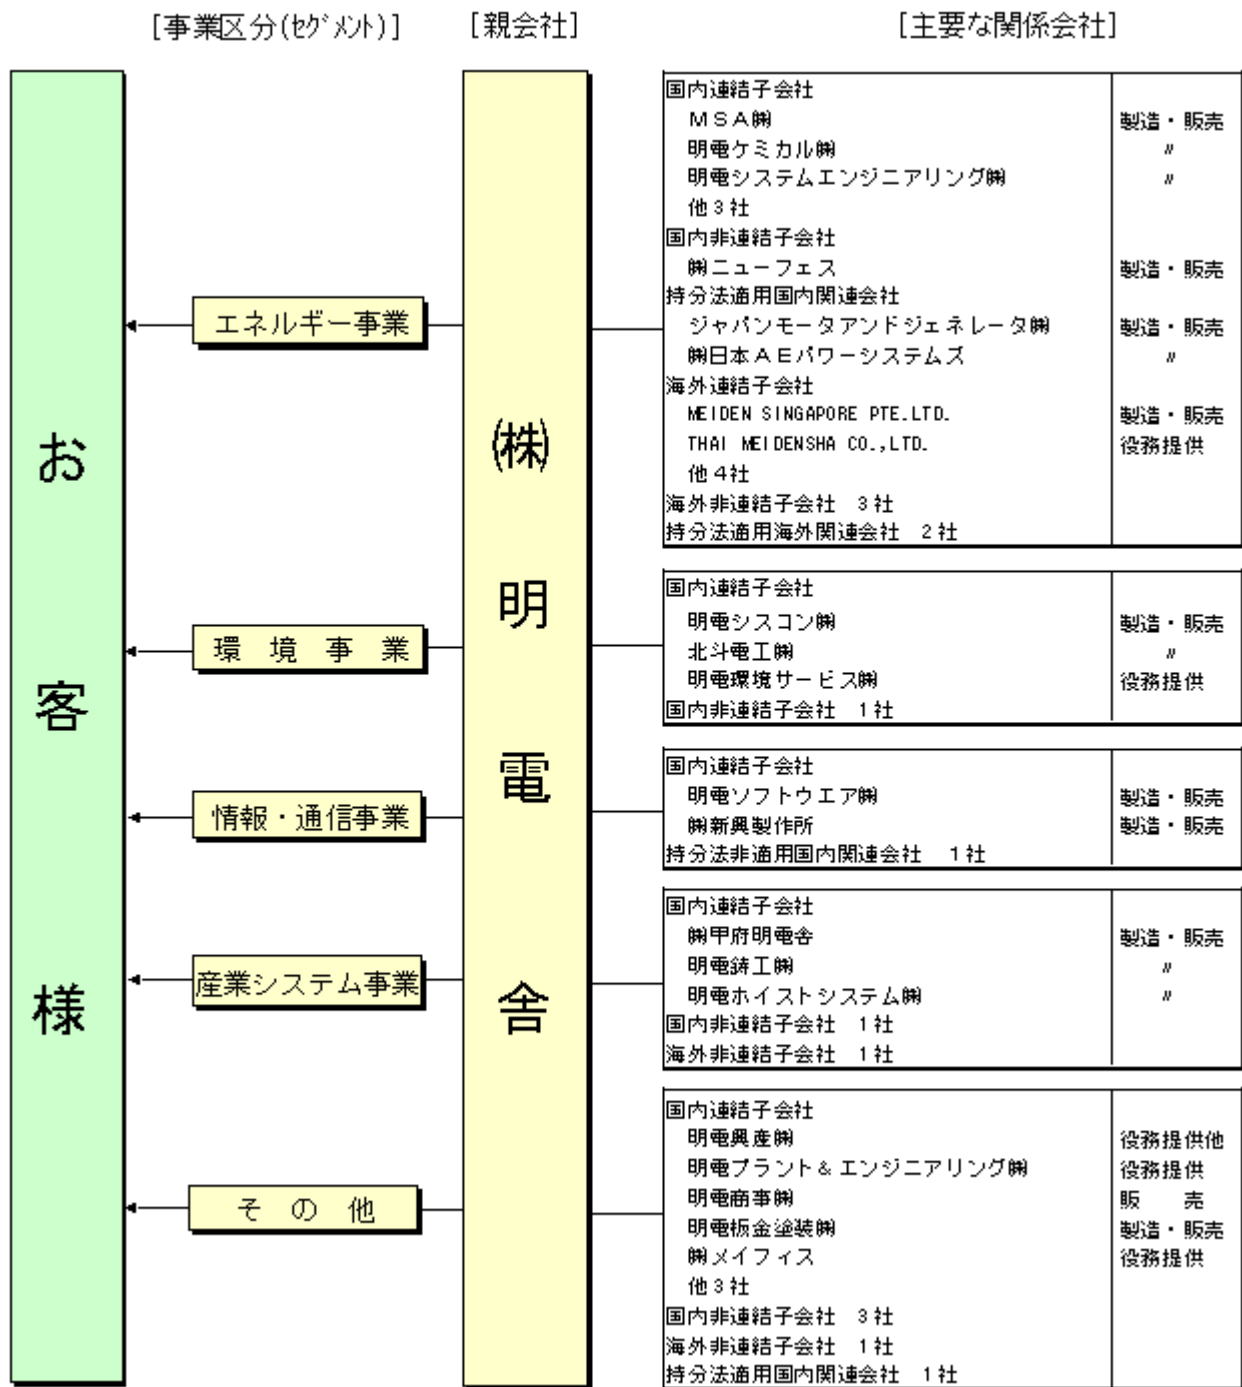 [事業区分(ｾｸﾞﾒﾝﾄ)]
[親会社]
[主要な関係会社]
お客様
㈱明電舎
エネルギー事業
国内連結子会社
ＭＳＡ㈱ 製造・販売
明電ケミカル㈱ 〃
明電システムエンジニアリング㈱ 〃
他３社
国内非連結子会社
㈱ニューフェス 製造・販売
持分法適用国内関連会社
ジャパンモータアンドジェネレータ㈱ 製造・販売
㈱日本ＡＥパワーシステムズ 〃
海外連結子会社
MEIDEN SINGAPORE PTE.LTD. 製造・販売
THAI MEIDENSHA CO.,LTD. 役務提供
他４社
海外非連結子会社　３社
持分法適用海外関連会社　２社
環境事業
国内連結子会社
明電シスコン㈱ 製造・販売
北斗電工㈱ 〃
明電環境サービス㈱ 役務提供
国内非連結子会社　１社
情報・通信事業
国内連結子会社
明電ソフトウエア㈱ 製造・販売
㈱新興製作所 製造・販売
持分法非適用国内関連会社　１社
産業システム事業
国内連結子会社
㈱甲府明電舎 製造・販売
明電鋳工㈱ 〃
明電ホイストシステム㈱ 〃
国内非連結子会社　１社
海外非連結子会社　１社
その他
国内連結子会社
明電興産㈱ 役務提供他
明電プラント＆エンジニアリング㈱ 役務提供
明電商事㈱ 販　売
明電板金塗装㈱ 製造・販売
㈱メイフィス 役務提供
他３社
国内非連結子会社　３社
海外非連結子会社　１社
持分法適用国内関連会社　１社